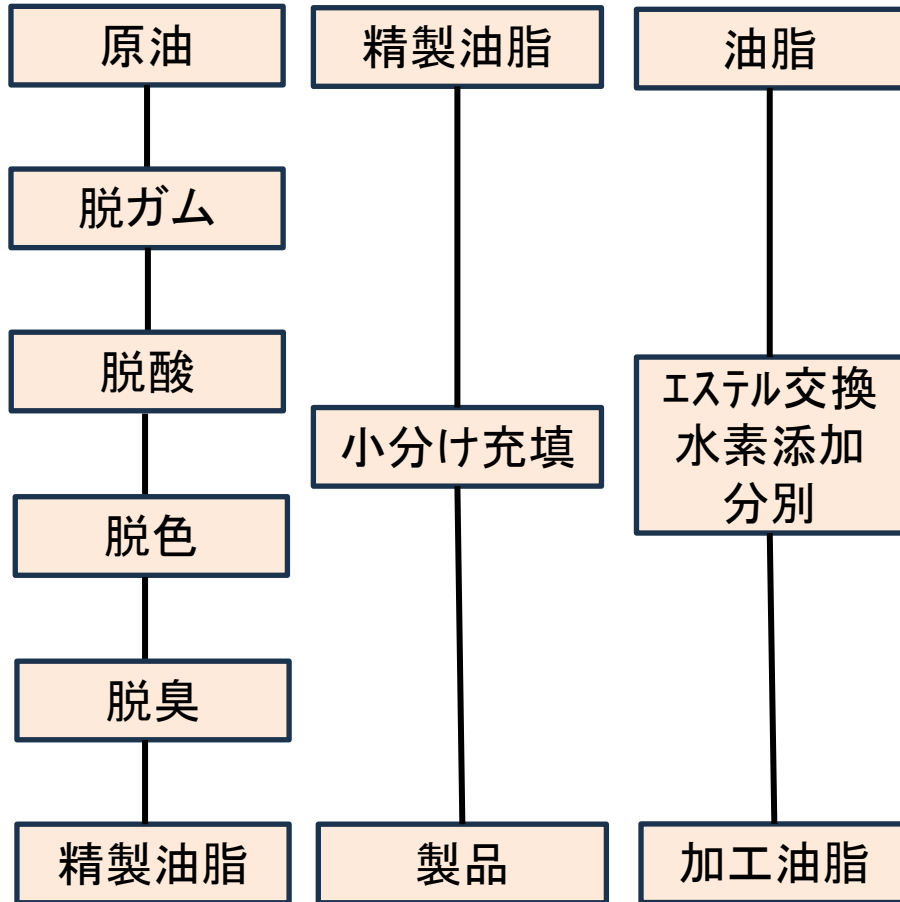 原油
脱ガム
脱酸
脱色
脱臭
精製油脂
精製油脂
小分け充填
製品
油脂
ｴｽﾃﾙ交換
水素添加
分別
加工油脂